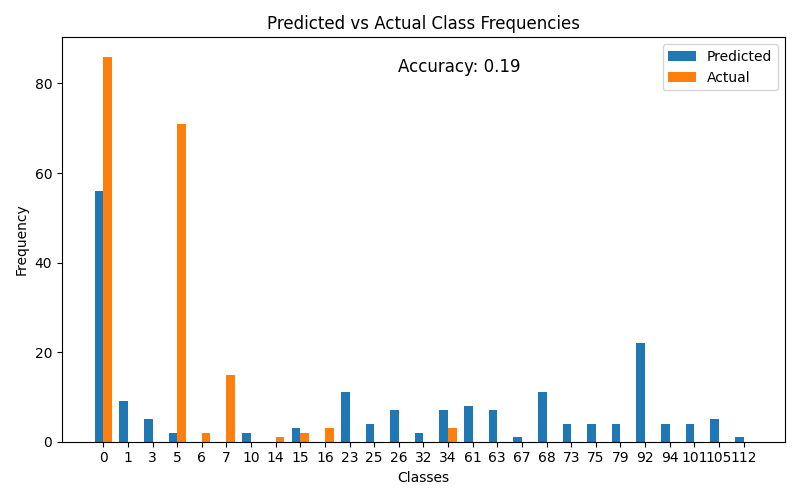 Predicted vs Actual Class Frequencies
Accuracy: 0.19
Predicted
Actual
Frequency
80
60
40
20
0
0 1 3 5 6 7 10 14 15 16 23 25 26 32 34 61 63 67 68 73 75 79 92 94 101 105 112
Classes